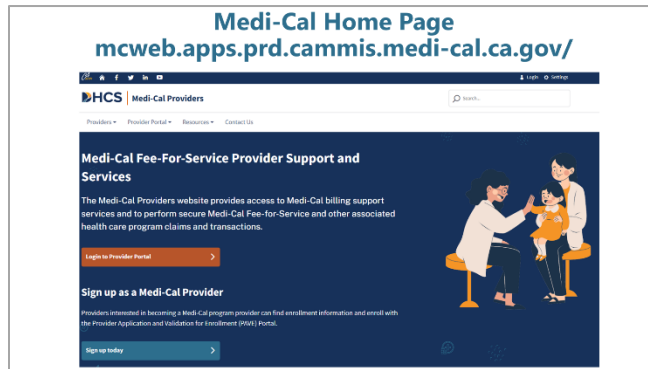 Medi-Cal Home Page
mcweb.apps.prd.cammis.medi-cal.ca.gov/
Login Settings
DHCS Medi-Cal Providers
Search...
Providers Provider Portal Resources Contact Us
Medi-Cal Fee-For-Service Provider Support and
Services
The Medi-Cal Providers website provides access to Medi-Cal billing support
services and to perform secure Medi-Cal Fee-for-Service and other associated
health care program claims and transactions.
Login to Provider Portal
Sign up as a Medi-Cal Provider
Providers interested in becoming a Medi-Cal program provider can find enrollment information and enroll with
the Provider Application and Validation for Enrollment (PAVE) Portal.
Sign up today